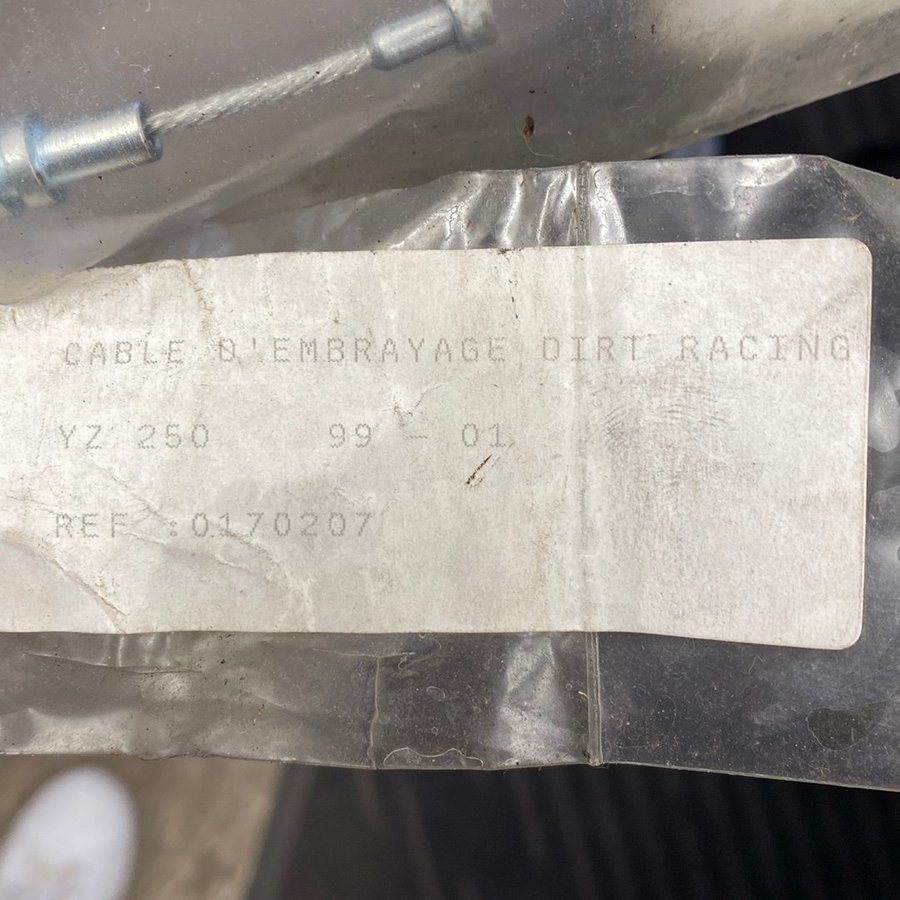 CABLE D'EMBRAYAGE DIRT RACING
YZ 250 99 - 01
REF :0170207